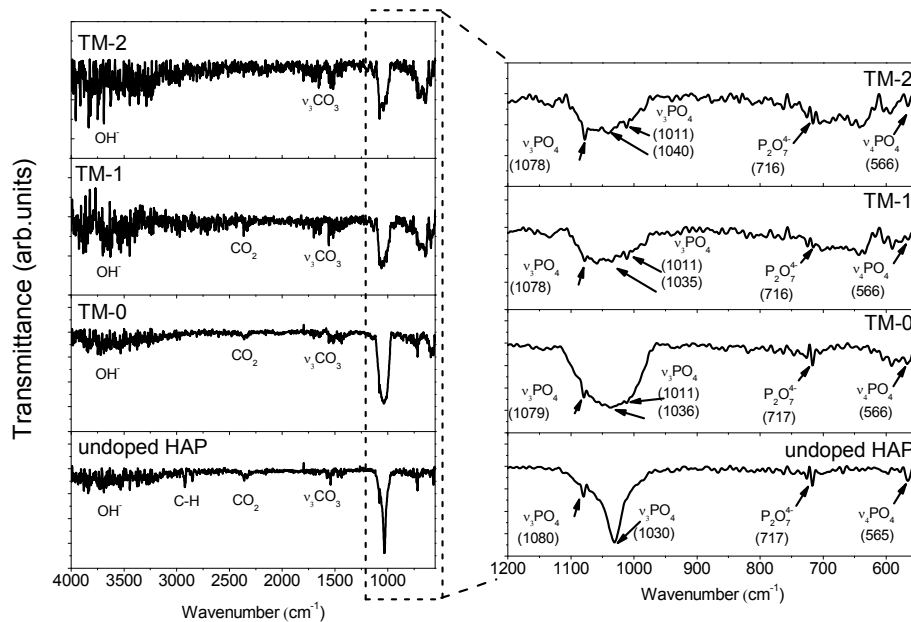 Transmittance (arb.units)
TM-2
OH⁻
ν₃CO₃
TM-1
OH⁻
CO₂
ν₃CO₃
TM-0
OH⁻
CO₂
ν₃CO₃
undoped HAP
OH⁻
C-H
CO₂
ν₃CO₃
4000 3500 3000 2500 2000 1500 1000
Wavenumber (cm⁻¹)
TM-2
ν₃PO₄
(1078)
ν₃PO₄
(1011)
(1040)
P₂O₇⁴⁻
(716)
ν₄PO₄
(566)
TM-1
ν₃PO₄
(1078)
ν₃PO₄
(1011)
(1035)
P₂O₇⁴⁻
(716)
ν₄PO₄
(566)
TM-0
ν₃PO₄
(1079)
ν₃PO₄
(1011)
(1036)
P₂O₇⁴⁻
(717)
ν₄PO₄
(566)
undoped HAP
ν₃PO₄
(1080)
ν₃PO₄
(1030)
P₂O₇⁴⁻
(717)
ν₄PO₄
(565)
1200 1100 1000 900 800 700 600
Wavenumber (cm⁻¹)